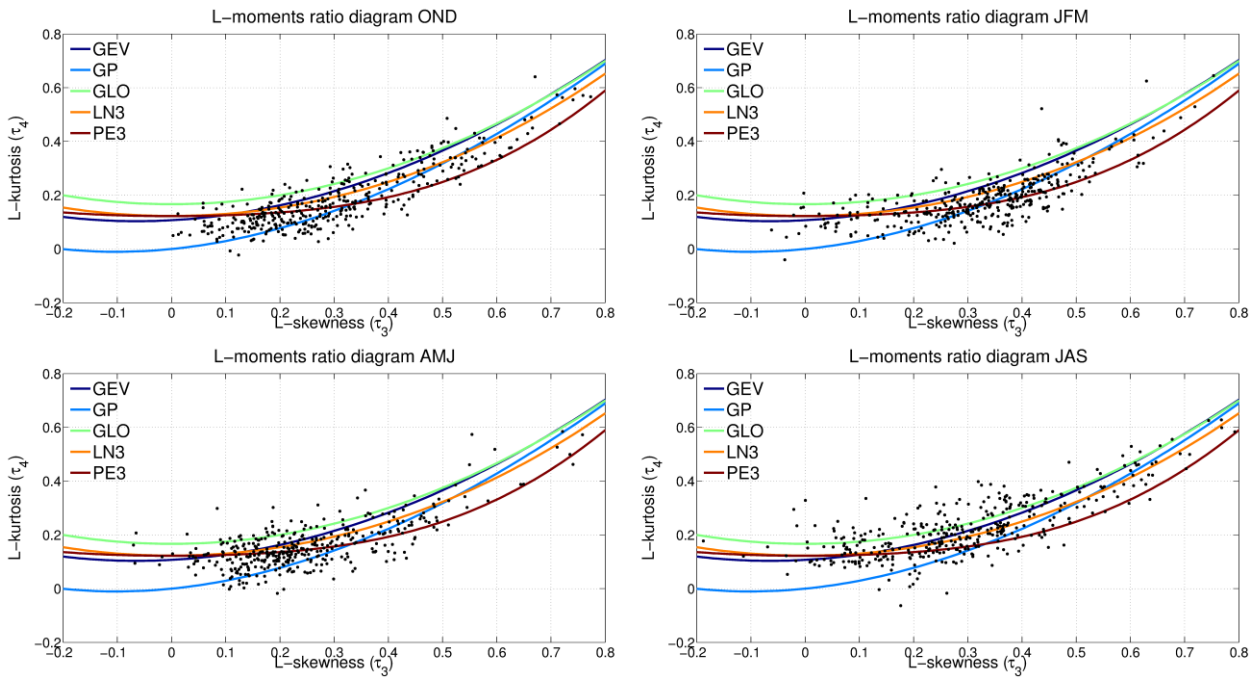 L-moments ratio diagram OND
0.8
0.6
0.4
0.2
0
-0.2
L-kurtosis (τ4)
GEV
GP
GLO
LN3
PE3
-0.2 -0.1 0 0.1 0.2 0.3 0.4 0.5 0.6 0.7 0.8
L-skewness (τ3)
L-moments ratio diagram JFM
0.8
0.6
0.4
0.2
0
-0.2
L-kurtosis (τ4)
GEV
GP
GLO
LN3
PE3
-0.2 -0.1 0 0.1 0.2 0.3 0.4 0.5 0.6 0.7 0.8
L-skewness (τ3)
L-moments ratio diagram AMJ
0.8
0.6
0.4
0.2
0
-0.2
L-kurtosis (τ4)
GEV
GP
GLO
LN3
PE3
-0.2 -0.1 0 0.1 0.2 0.3 0.4 0.5 0.6 0.7 0.8
L-skewness (τ3)
L-moments ratio diagram JAS
0.8
0.6
0.4
0.2
0
-0.2
L-kurtosis (τ4)
GEV
GP
GLO
LN3
PE3
-0.2 -0.1 0 0.1 0.2 0.3 0.4 0.5 0.6 0.7 0.8
L-skewness (τ3)